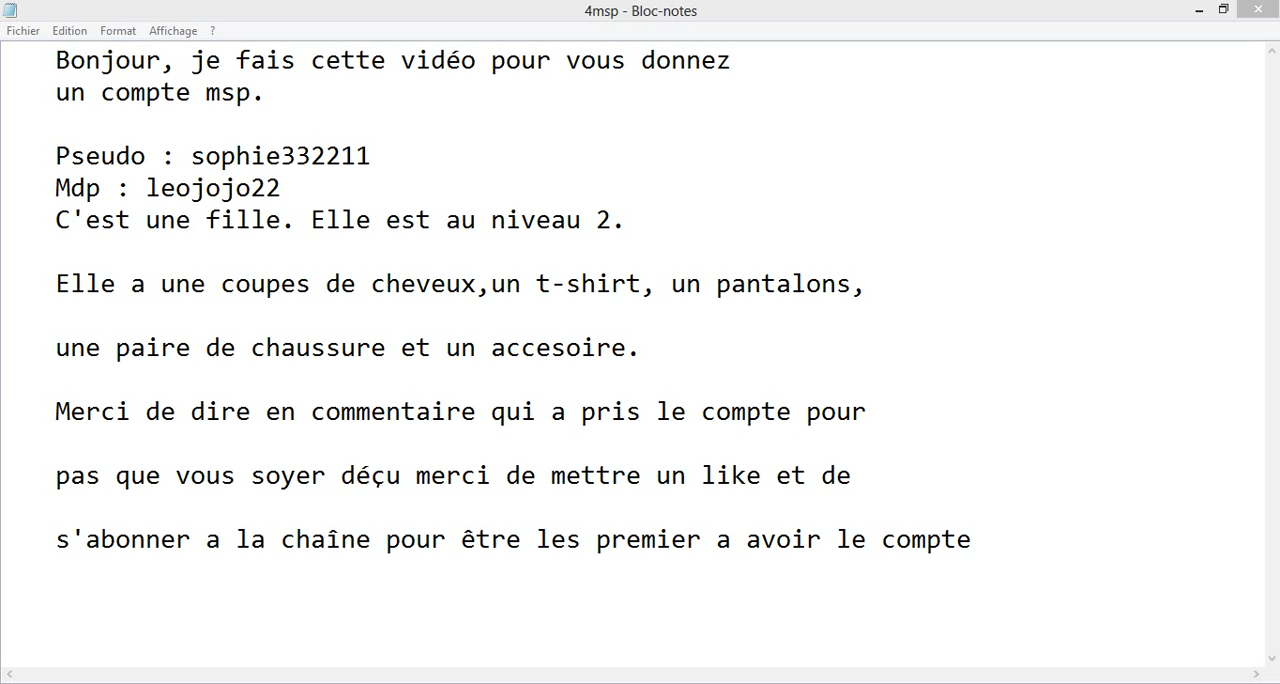 4msp - Bloc-notes
Fichier Edition Format Affichage ?
Bonjour, je fais cette vidéo pour vous donnez
un compte msp.
Pseudo : sophie332211
Mdp : leojojo22
C'est une fille. Elle est au niveau 2.
Elle a une coupes de cheveux,un t-shirt, un pantalons,
une paire de chaussure et un accesoire.
Merci de dire en commentaire qui a pris le compte pour
pas que vous soyer déçu merci de mettre un like et de
s'abonner a la chaîne pour être les premier a avoir le compte